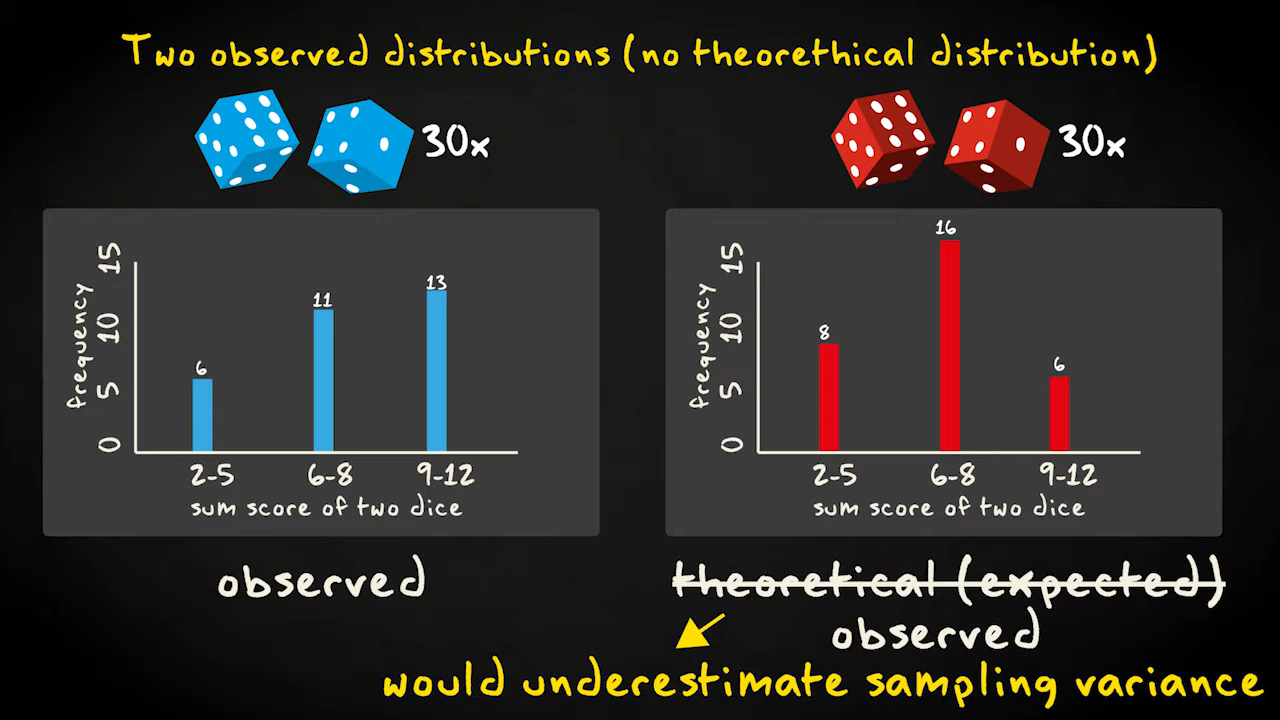 Two observed distributions (no theorethical distribution)
30x
30x
frequency
15
10
5
0
6
11
13
2-5 6-8 9-12
sum score of two dice
frequency
15
10
5
0
8
16
6
2-5 6-8 9-12
sum score of two dice
observed
theoretical (expected)
observed
would underestimate sampling variance